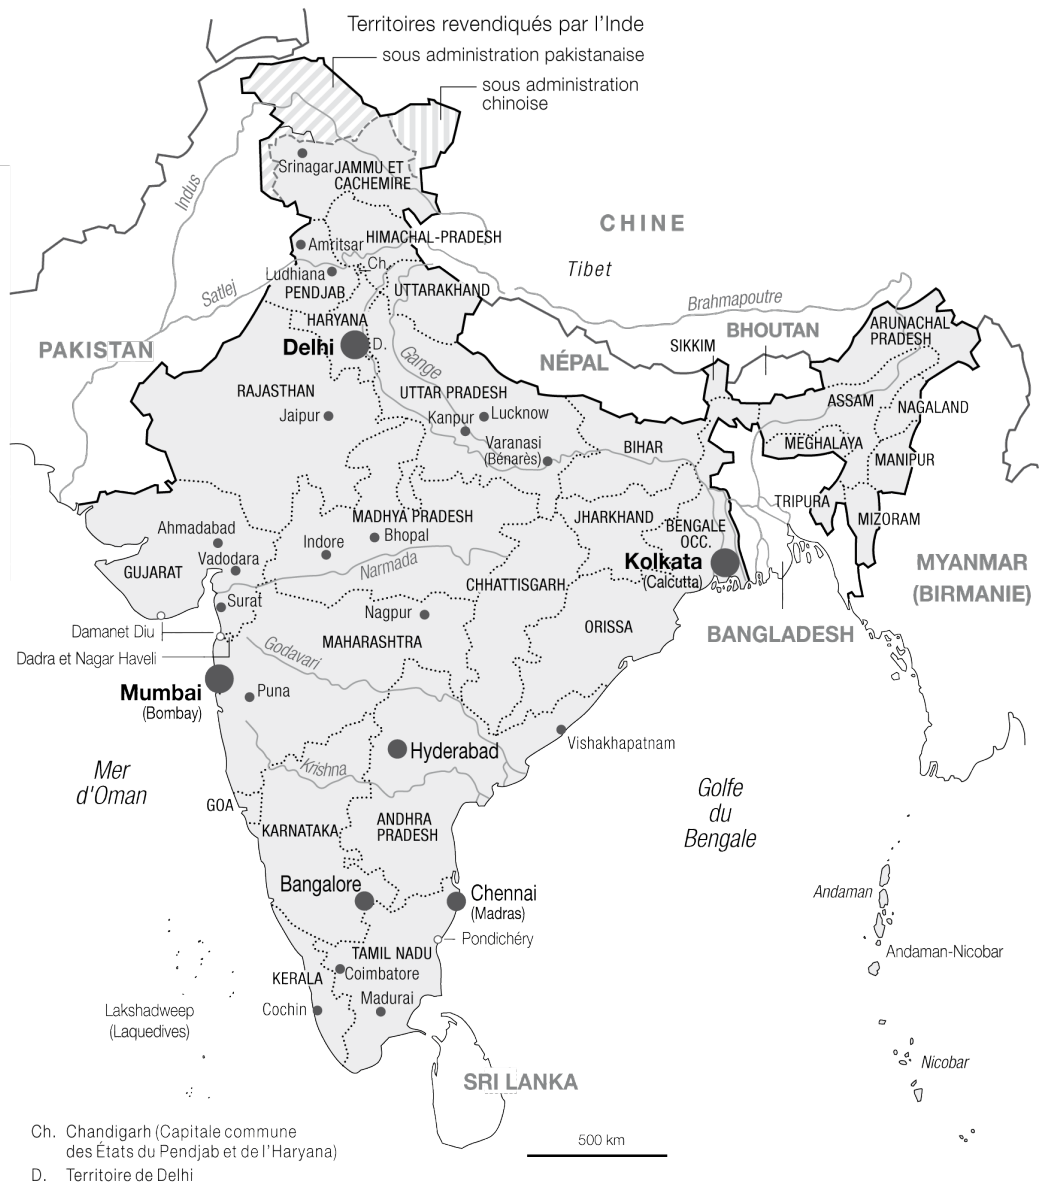 Territoires revendiqués par l'Inde
sous administration pakistanaise
sous administration
chinoise
Indus
Srinagar
JAMMU ET
CACHEMIRE
CHINE
Amritsar
HIMACHAL-PRADESH
Ch.
Tibet
Ludhiana
PENDJAB
UTTARAKHAND
Satlej
Brahmapoutre
HARYANA
BHOUTAN
ARUNACHAL
PRADESH
PAKISTAN
Delhi
D.
Gange
NÉPAL
SIKKIM
RAJASTHAN
UTTAR PRADESH
ASSAM
NAGALAND
Jaipur
Kanpur
Lucknow
Varanasi
(Bénarès)
BIHAR
MEGHALAYA
MANIPUR
TRIPURA
MIZORAM
MADHYA PRADESH
JHARKHAND
BENGALE
OCC.
Ahmadabad
Bhopal
Indore
Vadodara
GUJARAT
Narmada
Kolkata
(Calcutta)
CHHATTISGARH
MYANMAR
(BIRMANIE)
Surat
Nagpur
ORISSA
BANGLADESH
Damanet Diu
Dadra et Nagar Haveli
MAHARASHTRA
Godavari
Mumbai
(Bombay)
Puna
Vishakhapatnam
Hyderabad
Krishna
Mer
d'Oman
Golfe
du
Bengale
GOA
KARNATAKA
ANDHRA
PRADESH
Bangalore
Chennai
(Madras)
Andaman
Pondichéry
Andaman-Nicobar
TAMIL NADU
KERALA
Coimbatore
Cochin
Madurai
Lakshadweep
(Laquedives)
Nicobar
SRI LANKA
Ch. Chandigarh (Capitale commune
des États du Pendjab et de l'Haryana)
D. Territoire de Delhi
500 km